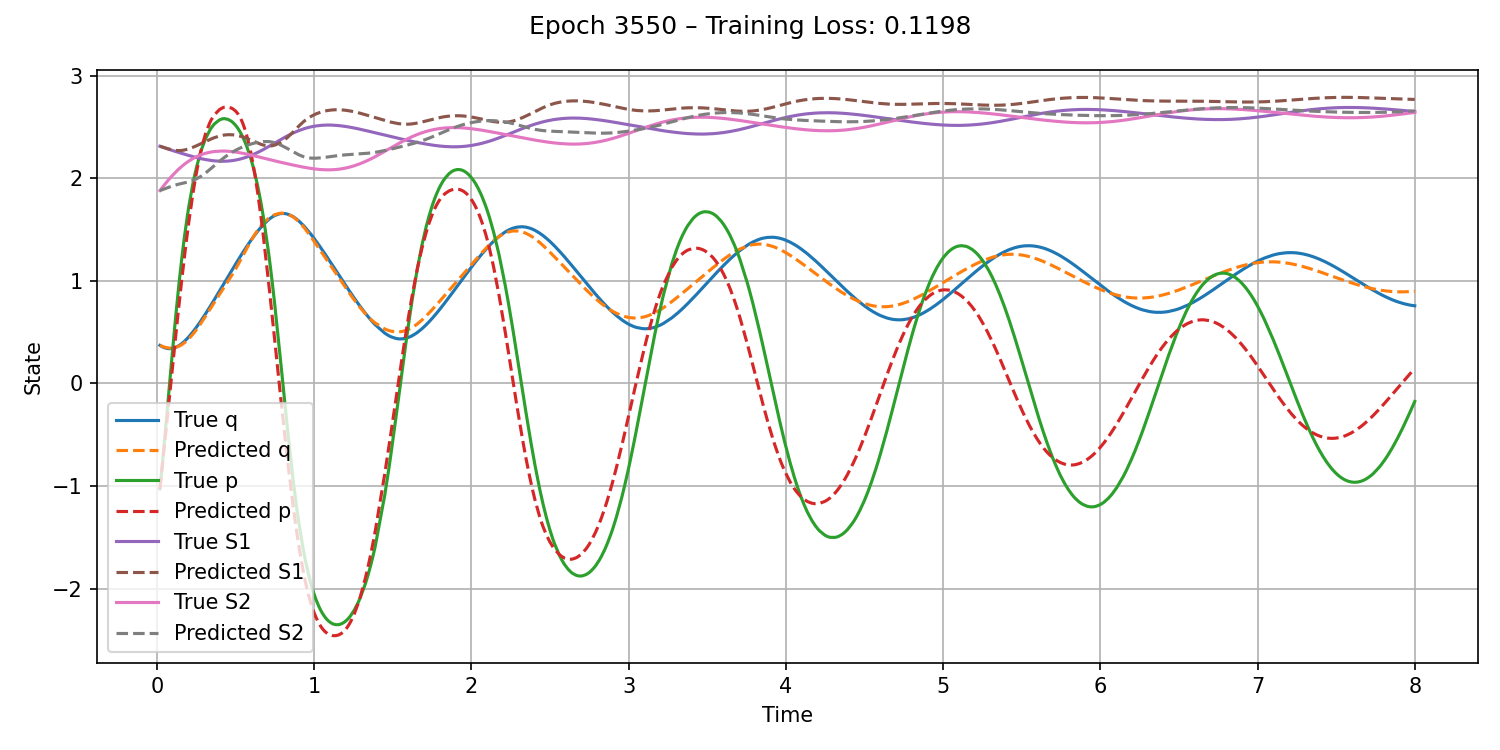 Epoch 3550 – Training Loss: 0.1198
3
2
1
0
−1
−2
State
True q
Predicted q
True p
Predicted p
True S1
Predicted S1
True S2
Predicted S2
0 1 2 3 4 5 6 7 8
Time